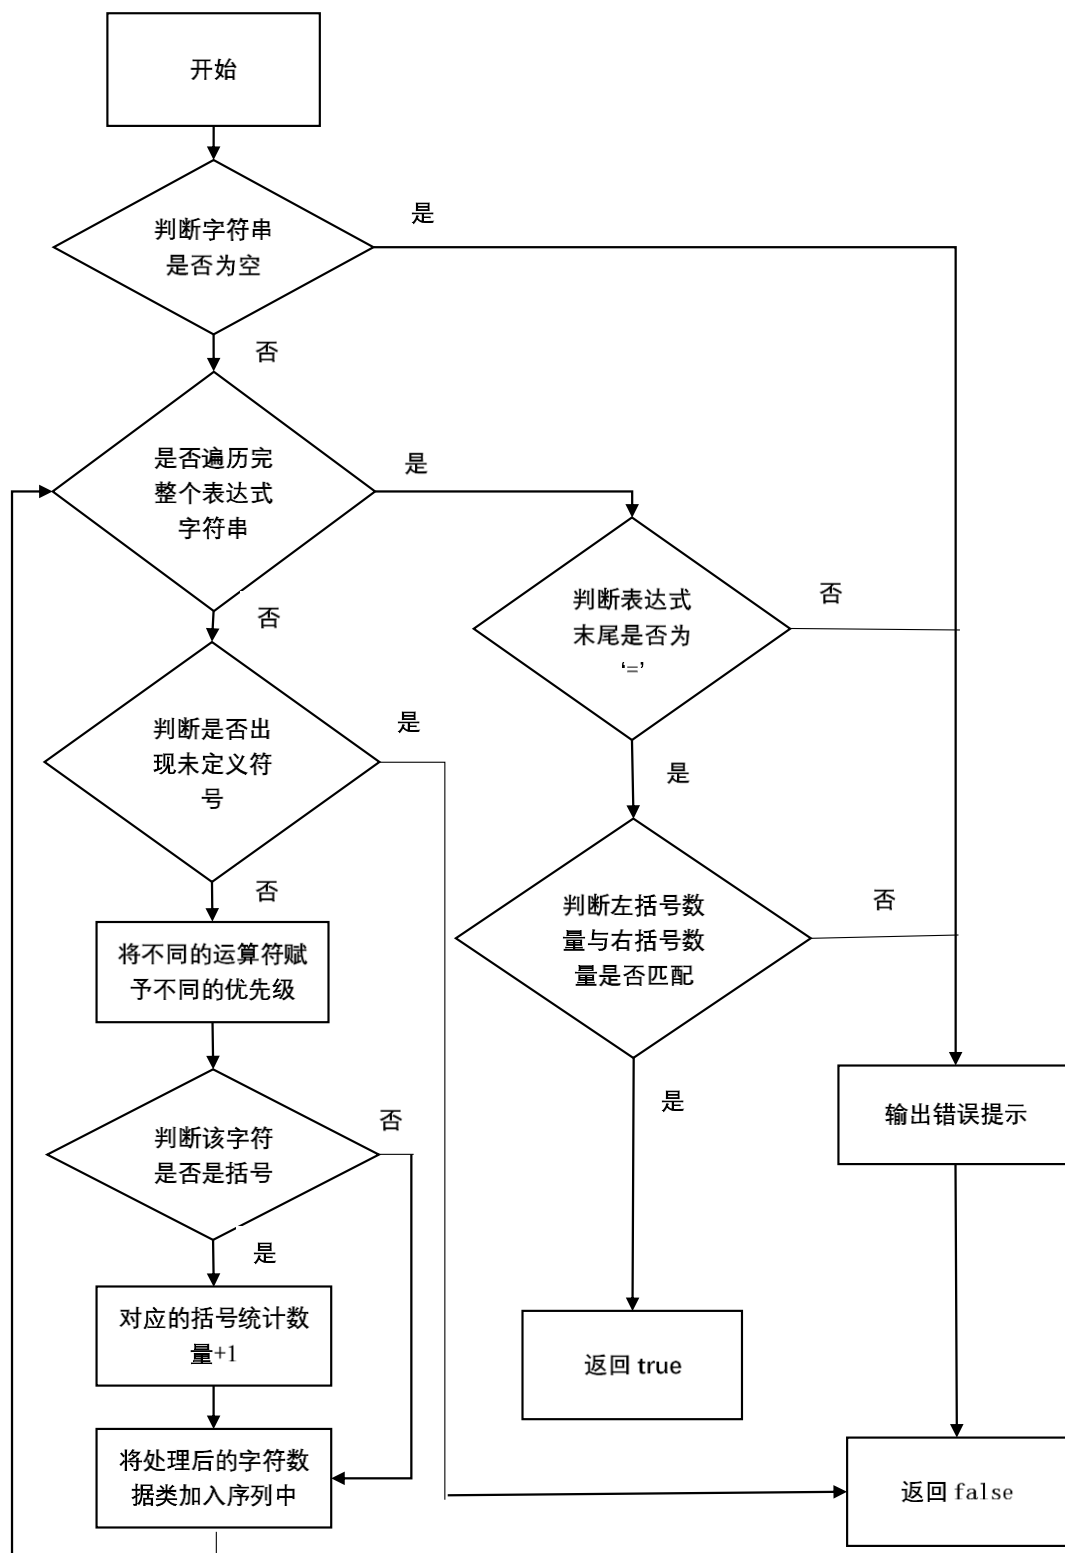 开始
判断字符串
是否为空
是
否
是否遍历完
整个表达式
字符串
是
否
判断表达式
末尾是否为
‘=’
否
是
判断是否出
现未定义符
号
是
否
判断左括号数
量与右括号数
量是否匹配
否
是
将不同的运算符赋
予不同的优先级
判断该字符
是否是括号
否
是
输出错误提示
对应的括号统计数
量+1
返回 true
将处理后的字符数
据类加入序列中
返回 false